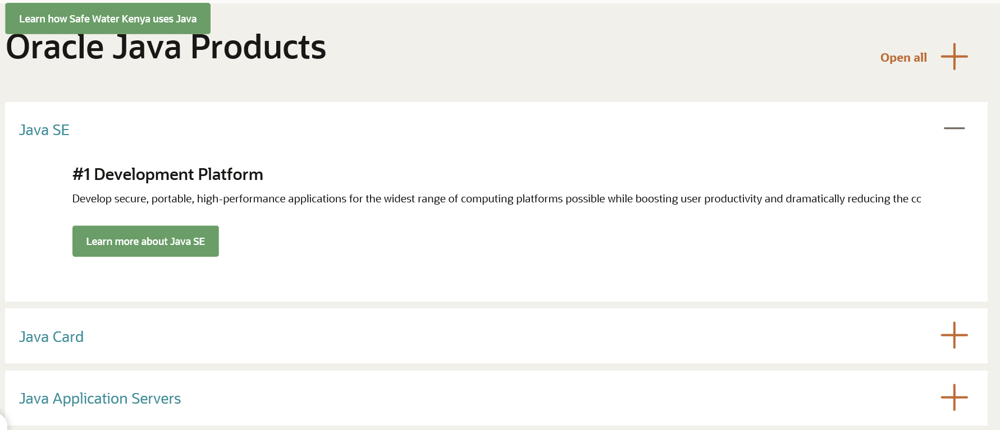 Learn how Safe Water Kenya uses Java
Oracle Java Products
Open all
Java SE
#1 Development Platform
Develop secure, portable, high-performance applications for the widest range of computing platforms possible while boosting user productivity and dramatically reducing the
Learn more about Java SE
Java Card
Java Application Servers